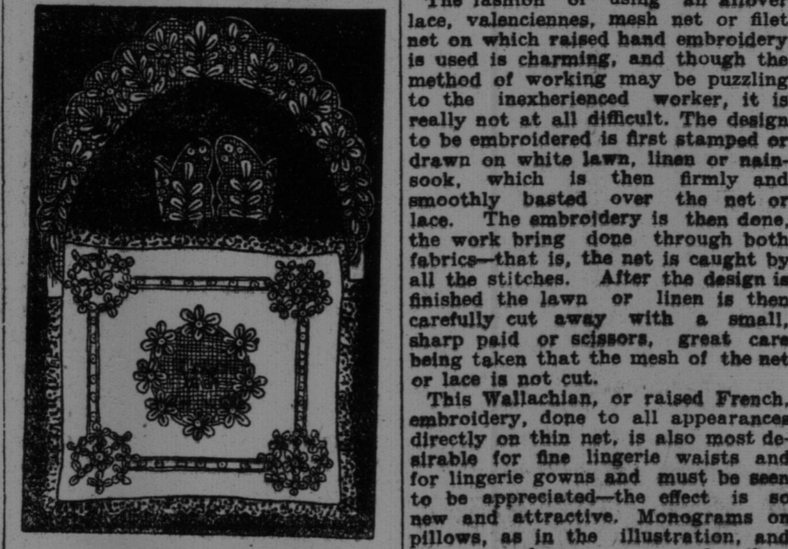 The fashion of using an allover
lace, valenciennes, mesh net or filet
net on which raised hand embroidery
is used is charming, and though the
method of working may be puzzling
to the inexherienced worker, it is
really not at all difficult. The design
to be embroidered is first stamped or
drawn on white lawn, linen or nain-
sook, which is then firmly and
smoothly basted over the net or
lace. The embroidery is then done,
the work bring done through both
fabrics—that is, the net is caught by
all the stitches. After the design is
finished the lawn or linen is then
carefully cut away with a small,
sharp paid or scissors, great care
being taken that the mesh of the net
or lace is not cut.
This Wallachian, or raised French,
embroidery, done to all appearances
directly on thin net, is also most de-
sirable for fine lingerie waists and
for lingerie gowns and must be seen
to be appreciated—the effect is so
new and attractive. Monograms on
pillows, as in the illustration, and